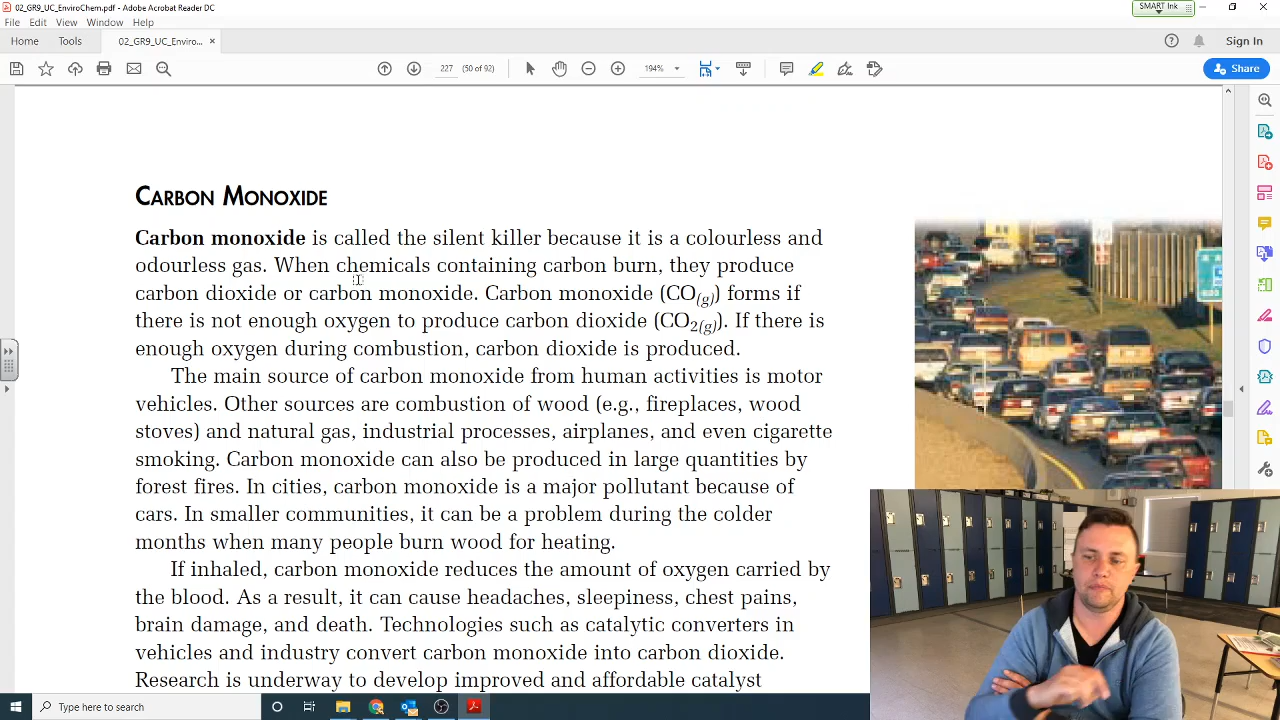 02_GR9_UC_EnviroChem.pdf - Adobe Acrobat Reader DC
SMART Ink
File Edit View Window Help
Home Tools 02_GR9_UC_Enviro... × Sign In
227 (50 of 92) 194% Share
CARBON MONOXIDE
Carbon monoxide is called the silent killer because it is a colourless and
odourless gas. When chemicals containing carbon burn, they produce
carbon dioxide or carbon monoxide. Carbon monoxide (CO(g)) forms if
there is not enough oxygen to produce carbon dioxide (CO2(g)). If there is
enough oxygen during combustion, carbon dioxide is produced.
The main source of carbon monoxide from human activities is motor
vehicles. Other sources are combustion of wood (e.g., fireplaces, wood
stoves) and natural gas, industrial processes, airplanes, and even cigarette
smoking. Carbon monoxide can also be produced in large quantities by
forest fires. In cities, carbon monoxide is a major pollutant because of
cars. In smaller communities, it can be a problem during the colder
months when many people burn wood for heating.
If inhaled, carbon monoxide reduces the amount of oxygen carried by
the blood. As a result, it can cause headaches, sleepiness, chest pains,
brain damage, and death. Technologies such as catalytic converters in
vehicles and industry convert carbon monoxide into carbon dioxide.
Research is underway to develop improved and affordable catalyst
Type here to search